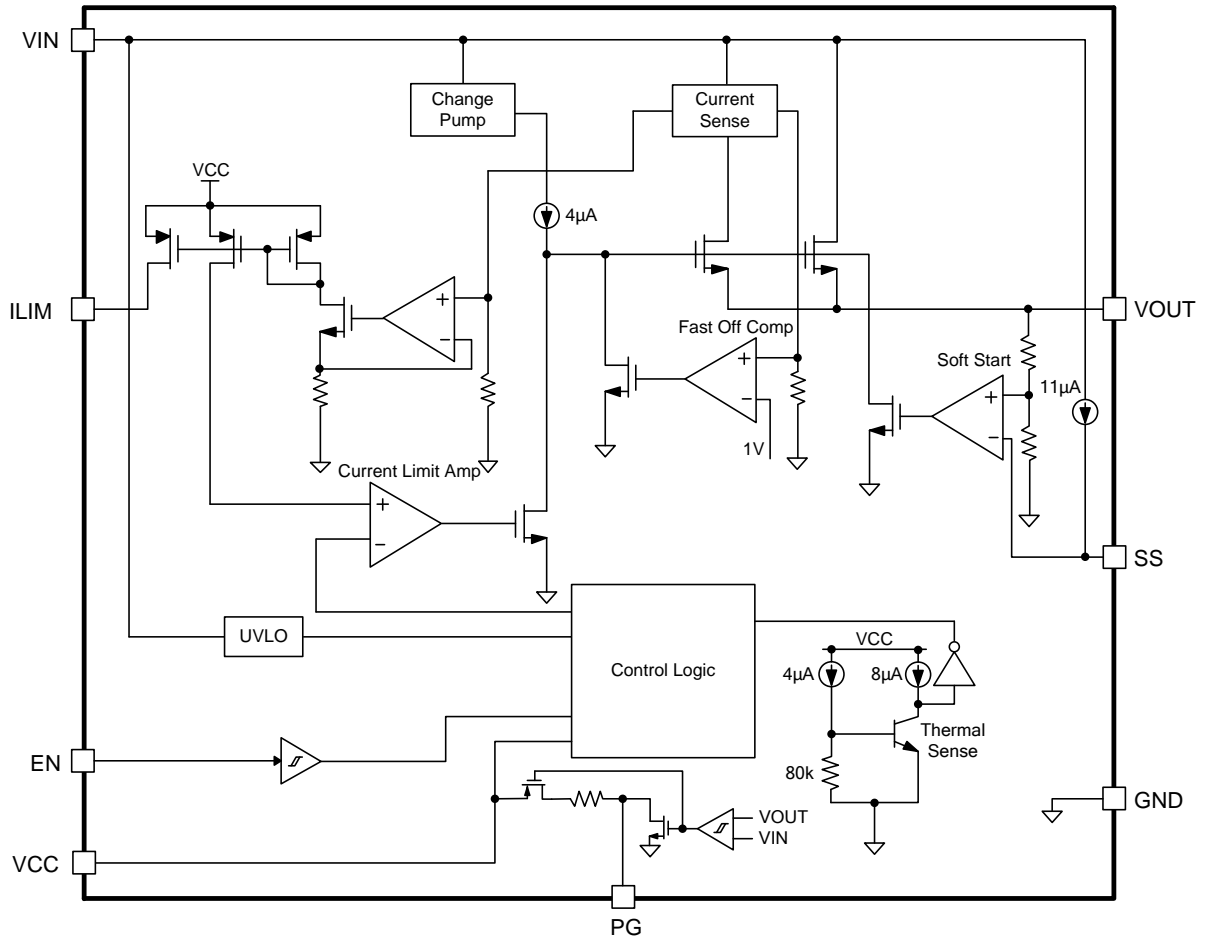 VIN
Change
Pump
Current
Sense
VCC
4µA
ILIM
VOUT
+
−
Fast Off Comp
+
−
1V
Soft Start
11µA
+
−
Current Limit Amp
+
−
SS
UVLO
Control Logic
VCC
4µA
8µA
Thermal
Sense
80k
EN
GND
VOUT
VIN
VCC
PG